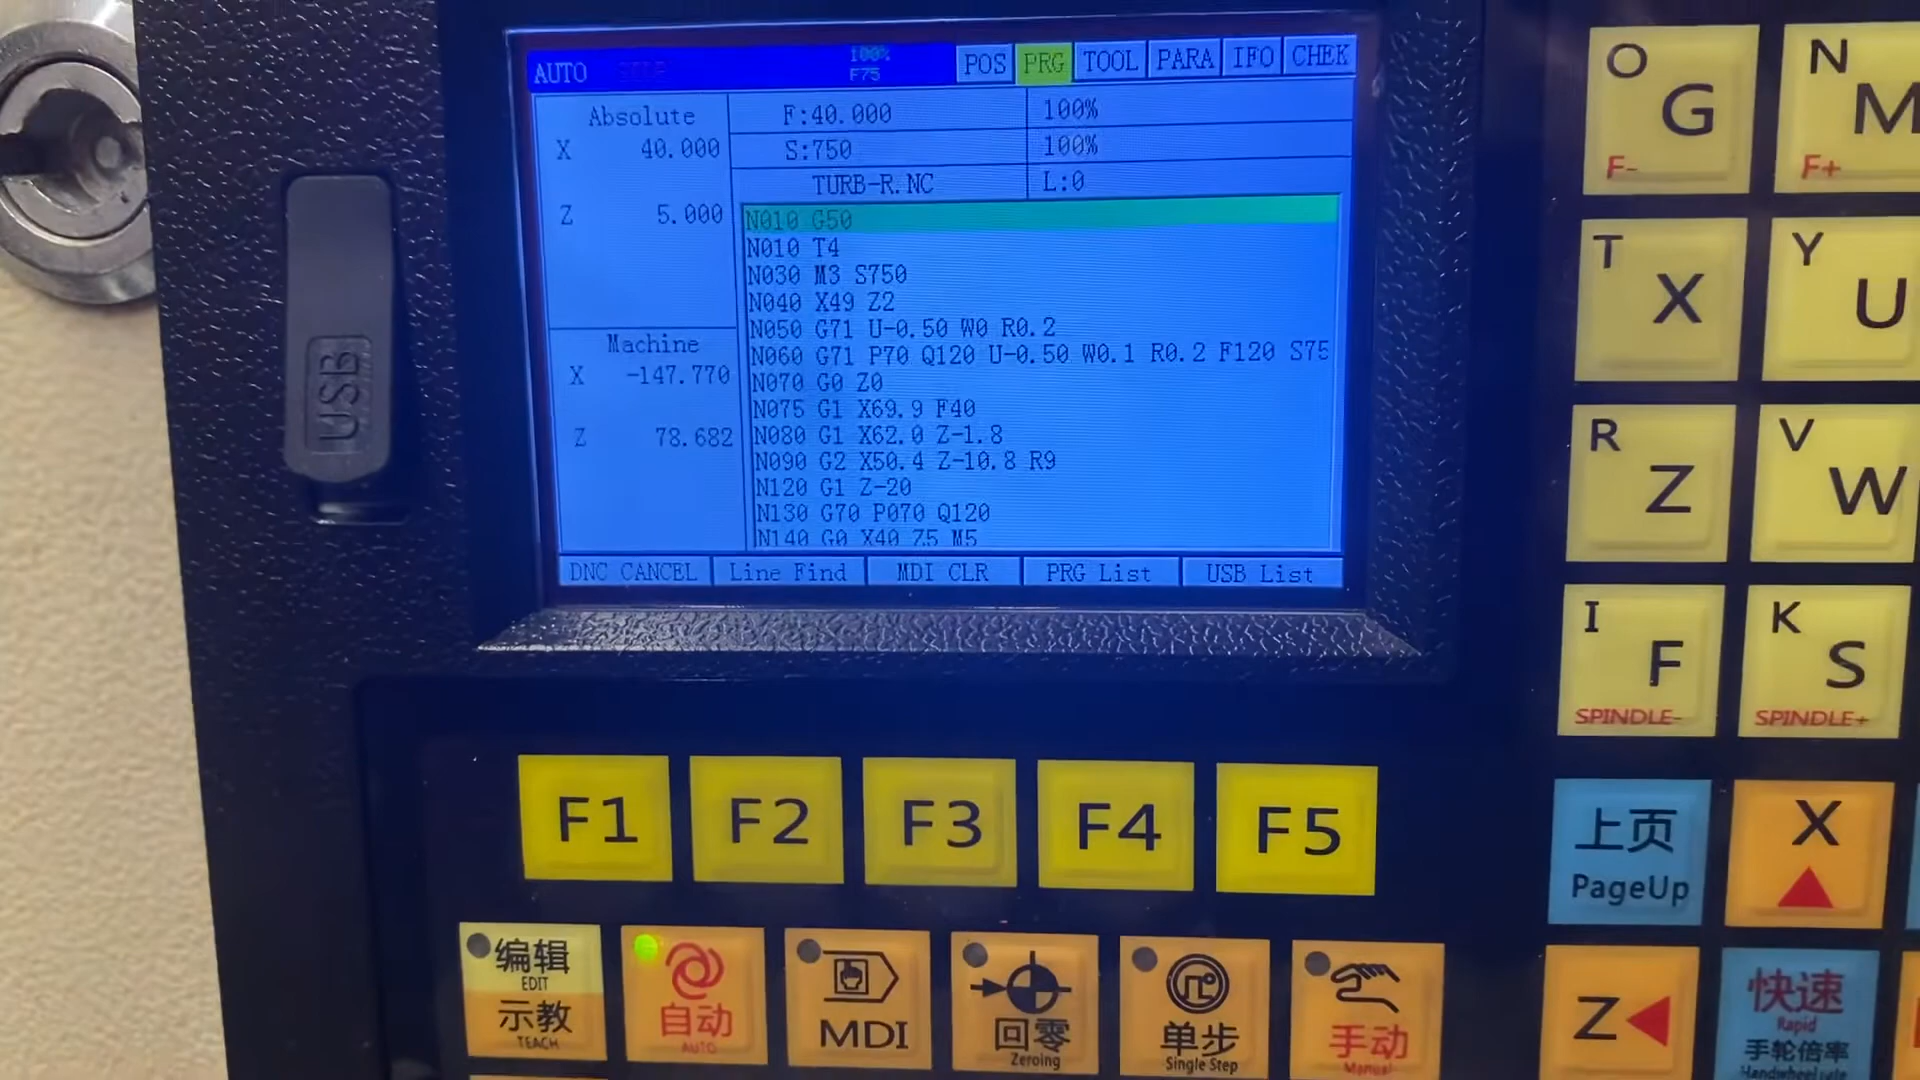 AUTO
100%
F75
POS PRG TOOL PARA IFO CHEK
Absolute
X 40.000
Z 5.000
F:40.000 100%
S:750 100%
TURB-R.NC L:0
Machine
X -147.770
Z 78.682
N010 G50
N010 T4
N030 M3 S750
N040 X49 Z2
N050 G71 U-0.50 W0 R0.2
N060 G71 P70 Q120 U-0.50 W0.1 R0.2 F120 S75
N070 G0 Z0
N075 G1 X69.9 F40
N080 G1 X62.0 Z-1.8
N090 G2 X50.4 Z-10.8 R9
N120 G1 Z-20
N130 G70 P070 Q120
N140 G0 X40 Z5 M5
DNC CANCEL Line Find MDI CLR PRG List USB List
USB
F1 F2 F3 F4 F5
编辑
EDIT
示教
TEACH
自动
AUTO
MDI
回零
Zeroing
单步
Single Step
手动
Manual
O G F-
N M F+
T X
Y U
R Z
V W
I F SPINDLE-
K S SPINDLE+
上页
PageUp
X
Z
快速
Rapid
手轮倍率